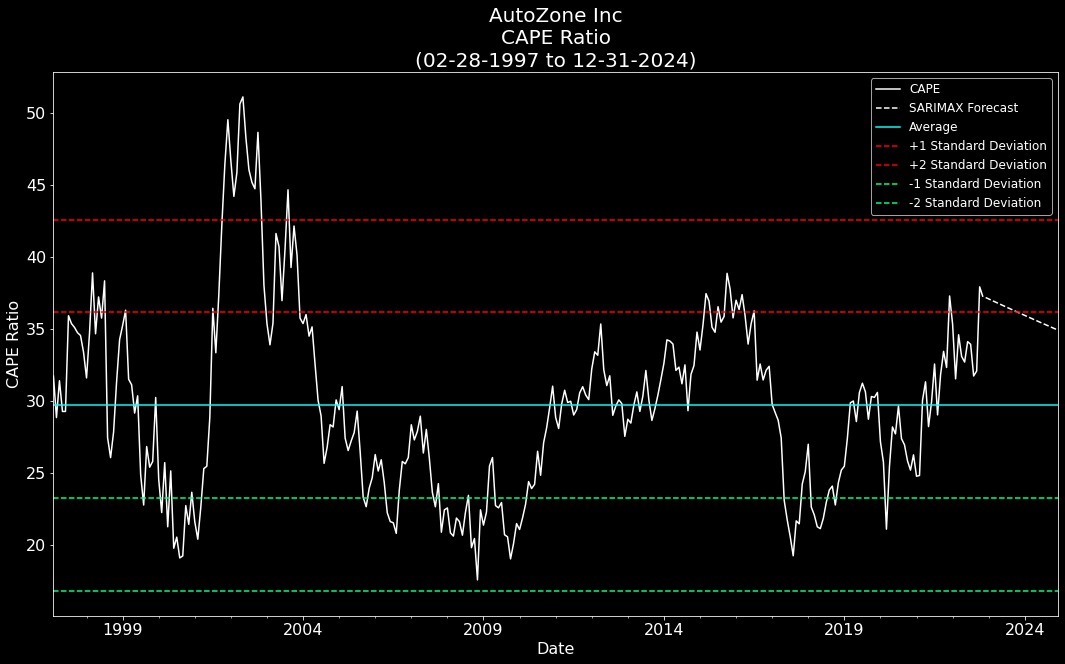 AutoZone Inc
CAPE Ratio
(02-28-1997 to 12-31-2024)
CAPE
SARIMAX Forecast
Average
+1 Standard Deviation
+2 Standard Deviation
-1 Standard Deviation
-2 Standard Deviation
CAPE Ratio
50
45
40
35
30
25
20
1999
2004
2009
2014
2019
2024
Date